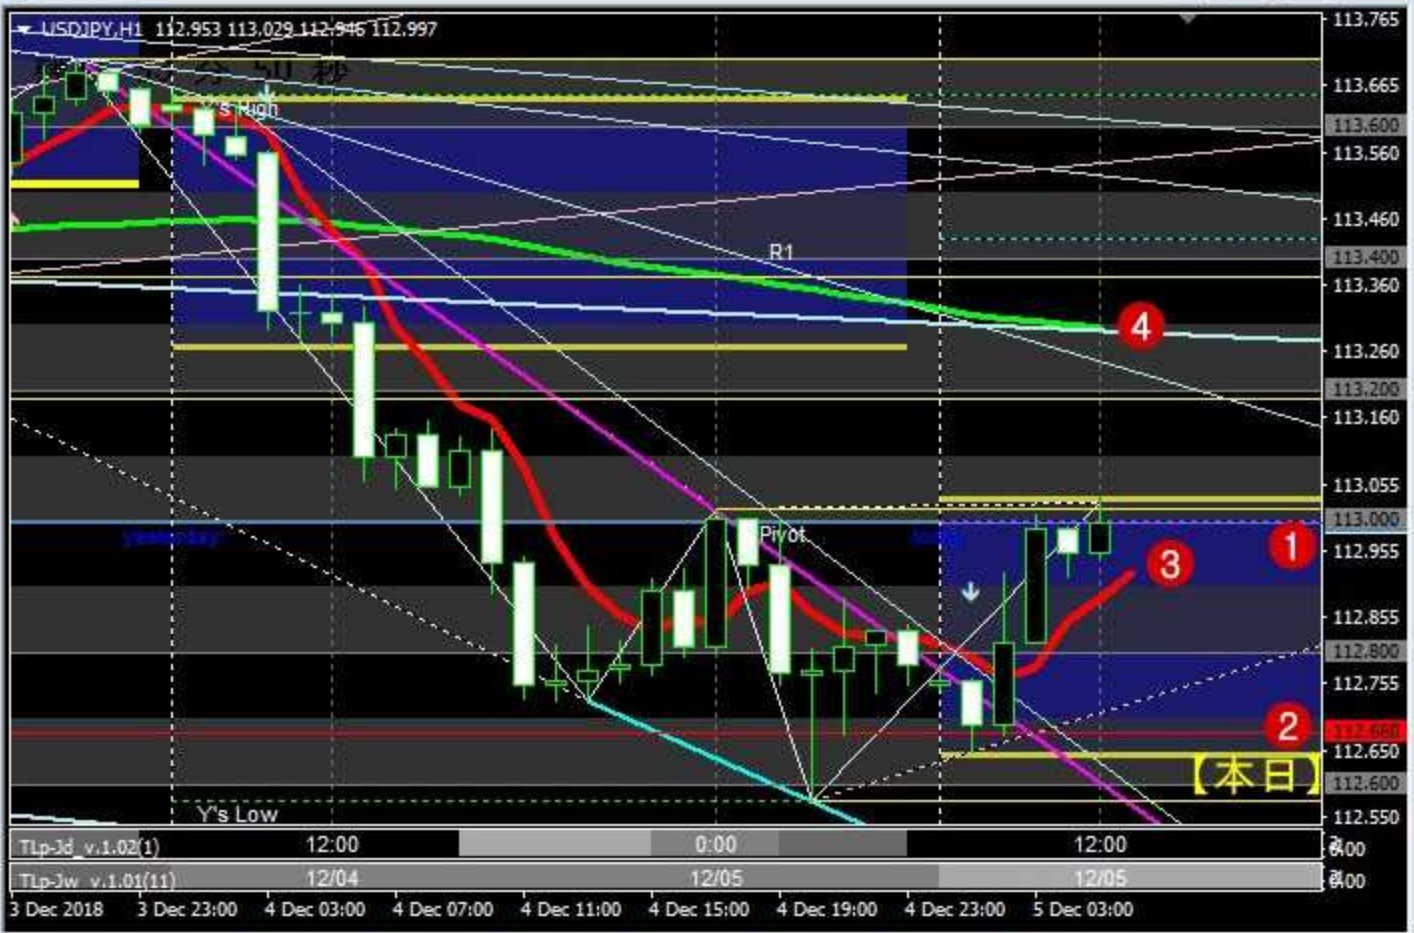 USDJPY,H1 112.953 113.029 112.946 112.997
分 50 秒
Y's High
R1
4
yesterday
Pivot
today
1
3
2
【本日】
Y's Low
113.765
113.665
113.600
113.560
113.460
113.400
113.360
113.260
113.200
113.160
113.055
113.000
112.955
112.855
112.800
112.755
112.680
112.650
112.600
112.550
TLp-Jd_v.1.02(1) 12:00 0:00 12:00
TLp-Jw_v.1.01(11) 12/04 12/05 12/05
3 Dec 2018 3 Dec 23:00 4 Dec 03:00 4 Dec 07:00 4 Dec 11:00 4 Dec 15:00 4 Dec 19:00 4 Dec 23:00 5 Dec 03:00